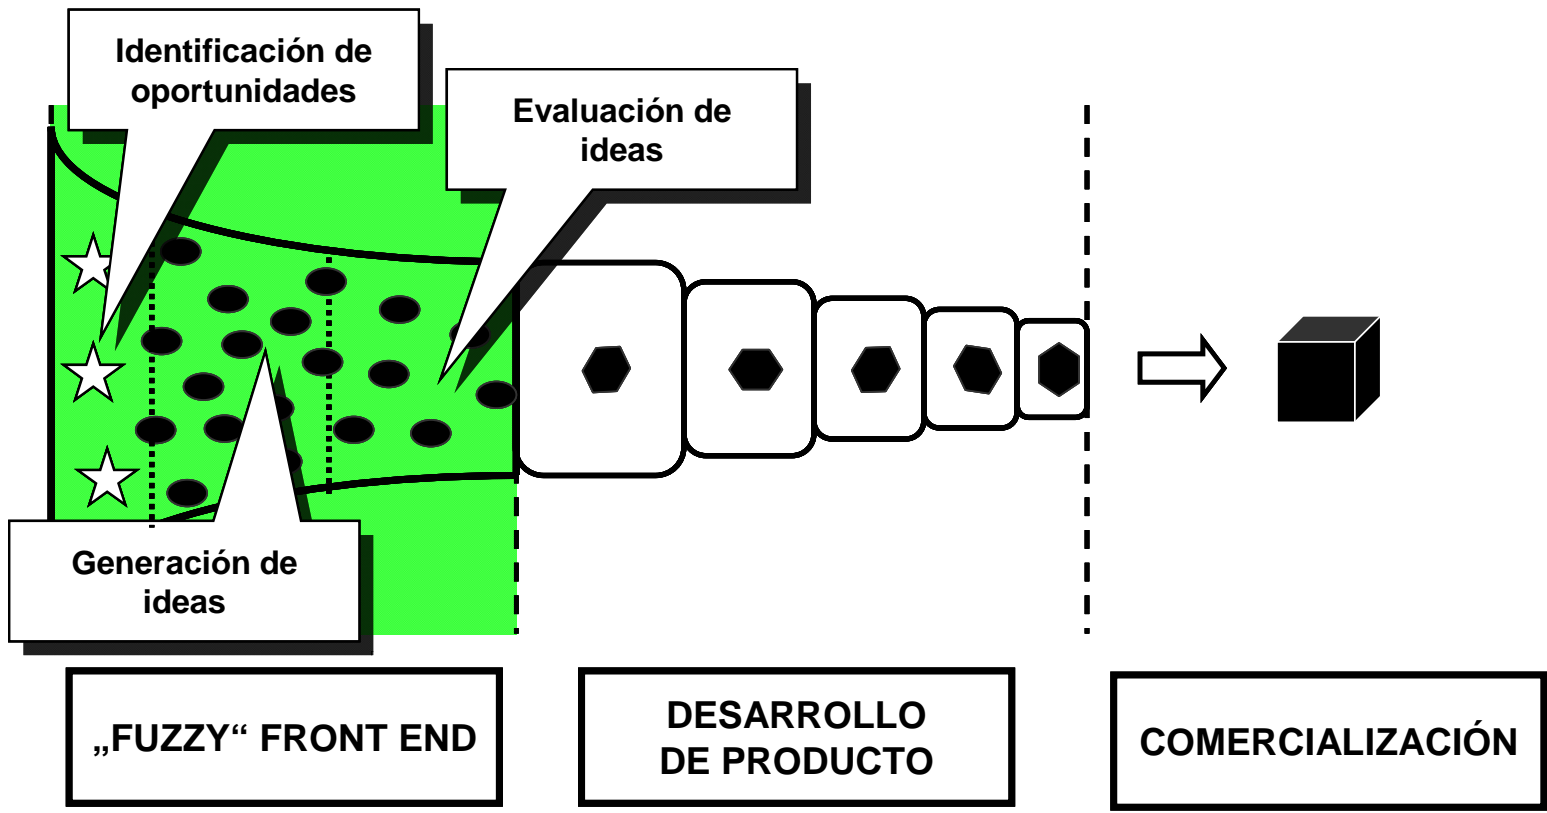 Identificación de
oportunidades
Evaluación de
ideas
Generación de
ideas
„FUZZY“ FRONT END
DESARROLLO
DE PRODUCTO
COMERCIALIZACIÓN